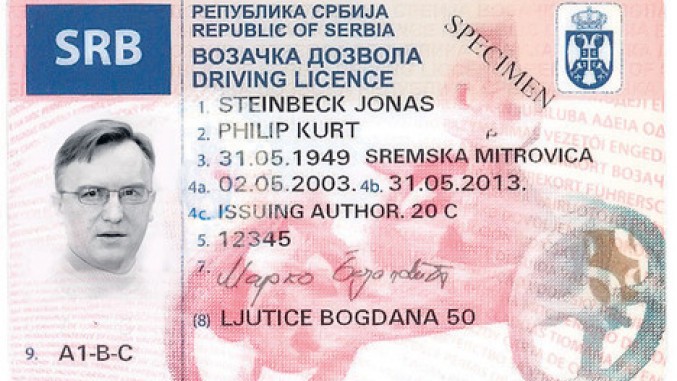 SRB
РЕПУБЛИКА СРБИЈА
REPUBLIC OF SERBIA
ВОЗАЧКА ДОЗВОЛА
DRIVING LICENCE
SPECIMEN
1. STEINBECK JONAS
2. PHILIP KURT
3. 31.05.1949 SREMSKA MITROVICA
4a. 02.05.2003. 4b. 31.05.2013.
4c. ISSUING AUTHOR. 20 C
5. 12345
7.
(8) LJUTICE BOGDANA 50
9. A1-B-C